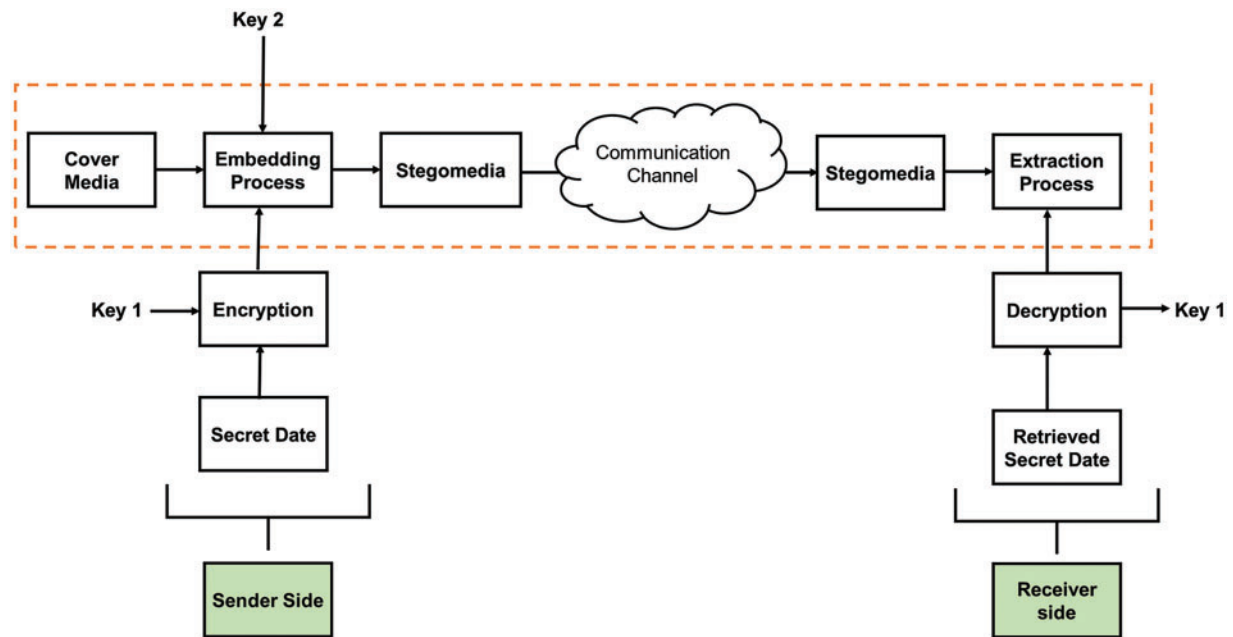 Key 2
Cover
Media
Embedding
Process
Stegomedia
Communication
Channel
Stegomedia
Extraction
Process
Key 1
Encryption
Decryption
Key 1
Secret Date
Retrieved
Secret Date
Sender Side
Receiver
side